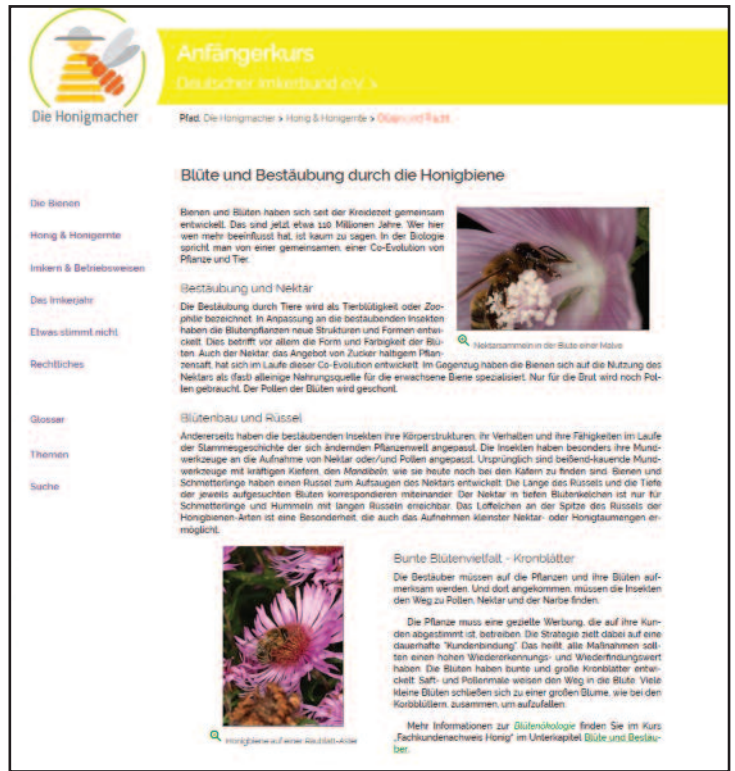 Anfängerkurs
Deutscher Imkerbund e.V. >
Die Honigmacher
Pfad: Die Honigmacher > Honig & Honigernte >
Blüte und Bestäubung durch die Honigbiene
Die Bienen
Honig & Honigernte
Imkern & Betriebsweisen
Das Imkerjahr
Etwas stimmt nicht
Rechtliches
Glossar
Themen
Suche
Bienen und Blüten haben sich seit der Kreidezeit gemeinsam
entwickelt. Das sind jetzt etwa 110 Millionen Jahre. Wer hier
wen mehr beeinflusst hat, ist kaum zu sagen. In der Biologie
spricht man von einer gemeinsamen, einer Co-Evolution von
Pflanze und Tier.
Nektarsammeln in der Blüte einer Malve
Bestäubung und Nektar
Die Bestäubung durch Tiere wird als Tierblütigkeit oder Zoo-
philie bezeichnet. In Anpassung an die bestäubenden Insekten
haben die Blütenpflanzen neue Strukturen und Formen entwi-
ckelt. Dies betrifft vor allem die Form und Farbigkeit der Blü-
ten. Auch der Nektar, das Angebot von Zucker haltigem Pflan-
zensaft, hat sich im Laufe dieser Co-Evolution entwickelt. Im Gegenzug haben die Bienen sich auf die Nutzung des
Nektars als (fast) alleinige Nahrungsquelle für die erwachsene Biene spezialisiert. Nur für die Brut wird noch Pol-
len gebraucht. Der Pollen der Blüten wird geschont.
Blütenbau und Rüssel
Andererseits haben die bestäubenden Insekten ihre Körperstrukturen, ihr Verhalten und ihre Fähigkeiten im Laufe
der Stammesgeschichte der sich ändernden Pflanzenwelt angepasst. Die Insekten haben besonders ihre Mund-
werkzeuge an die Aufnahme von Nektar oder/und Pollen angepasst. Ursprünglich sind beißend-kauende Mund-
werkzeuge mit kräftigen Kiefern, den Mandibeln, wie sie heute noch bei den Käfern zu finden sind. Bienen und
Schmetterlinge haben einen Rüssel zum Aufsaugen des Nektars entwickelt. Die Länge des Rüssels und die Tiefe
der jeweils aufgesuchten Blüten korrespondieren miteinander. Der Nektar in tiefen Blütenkelchen ist nur für
Schmetterlinge und Hummeln mit langen Rüsseln erreichbar. Das Löffelchen an der Spitze des Rüssels der
Honigbienen-Arten ist eine Besonderheit, die auch das Aufnehmen kleinster Nektar- oder Honigtaumengen er-
möglicht.
Honigbiene auf einer Raublatt-Aster
Bunte Blütenvielfalt - Kronblätter
Die Bestäuber müssen auf die Pflanzen und ihre Blüten auf-
merksam werden. Und dort angekommen, müssen die Insekten
den Weg zu Pollen, Nektar und der Narbe finden.
Die Pflanze muss eine gezielte Werbung, die auf ihre Kun-
den abgestimmt ist, betreiben. Die Strategie zielt dabei auf eine
dauerhafte "Kundenbindung". Das heißt, alle Maßnahmen soll-
ten einen hohen Wiedererkennungs- und Wiederfindungswert
haben. Die Blüten haben bunte und große Kronblätter entwi-
ckelt. Saft- und Pollenmale weisen den Weg in die Blüte. Viele
kleine Blüten schließen sich zu einer großen Blume, wie bei den
Korbblütlern, zusammen, um aufzufallen.
Mehr Informationen zur Blütenökologie finden Sie im Kurs
„Fachkundenachweis Honig" im Unterkapitel Blüte und Bestäu-
ber.